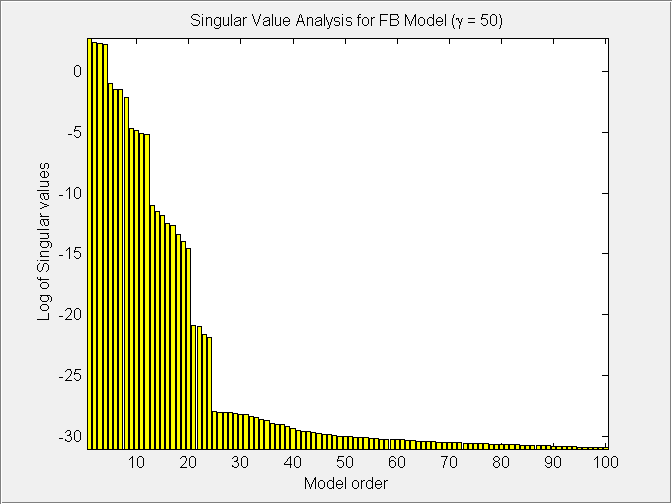 Singular Value Analysis for FB Model (γ = 50)
Log of Singular values
0
-5
-10
-15
-20
-25
-30
10 20 30 40 50 60 70 80 90 100
Model order